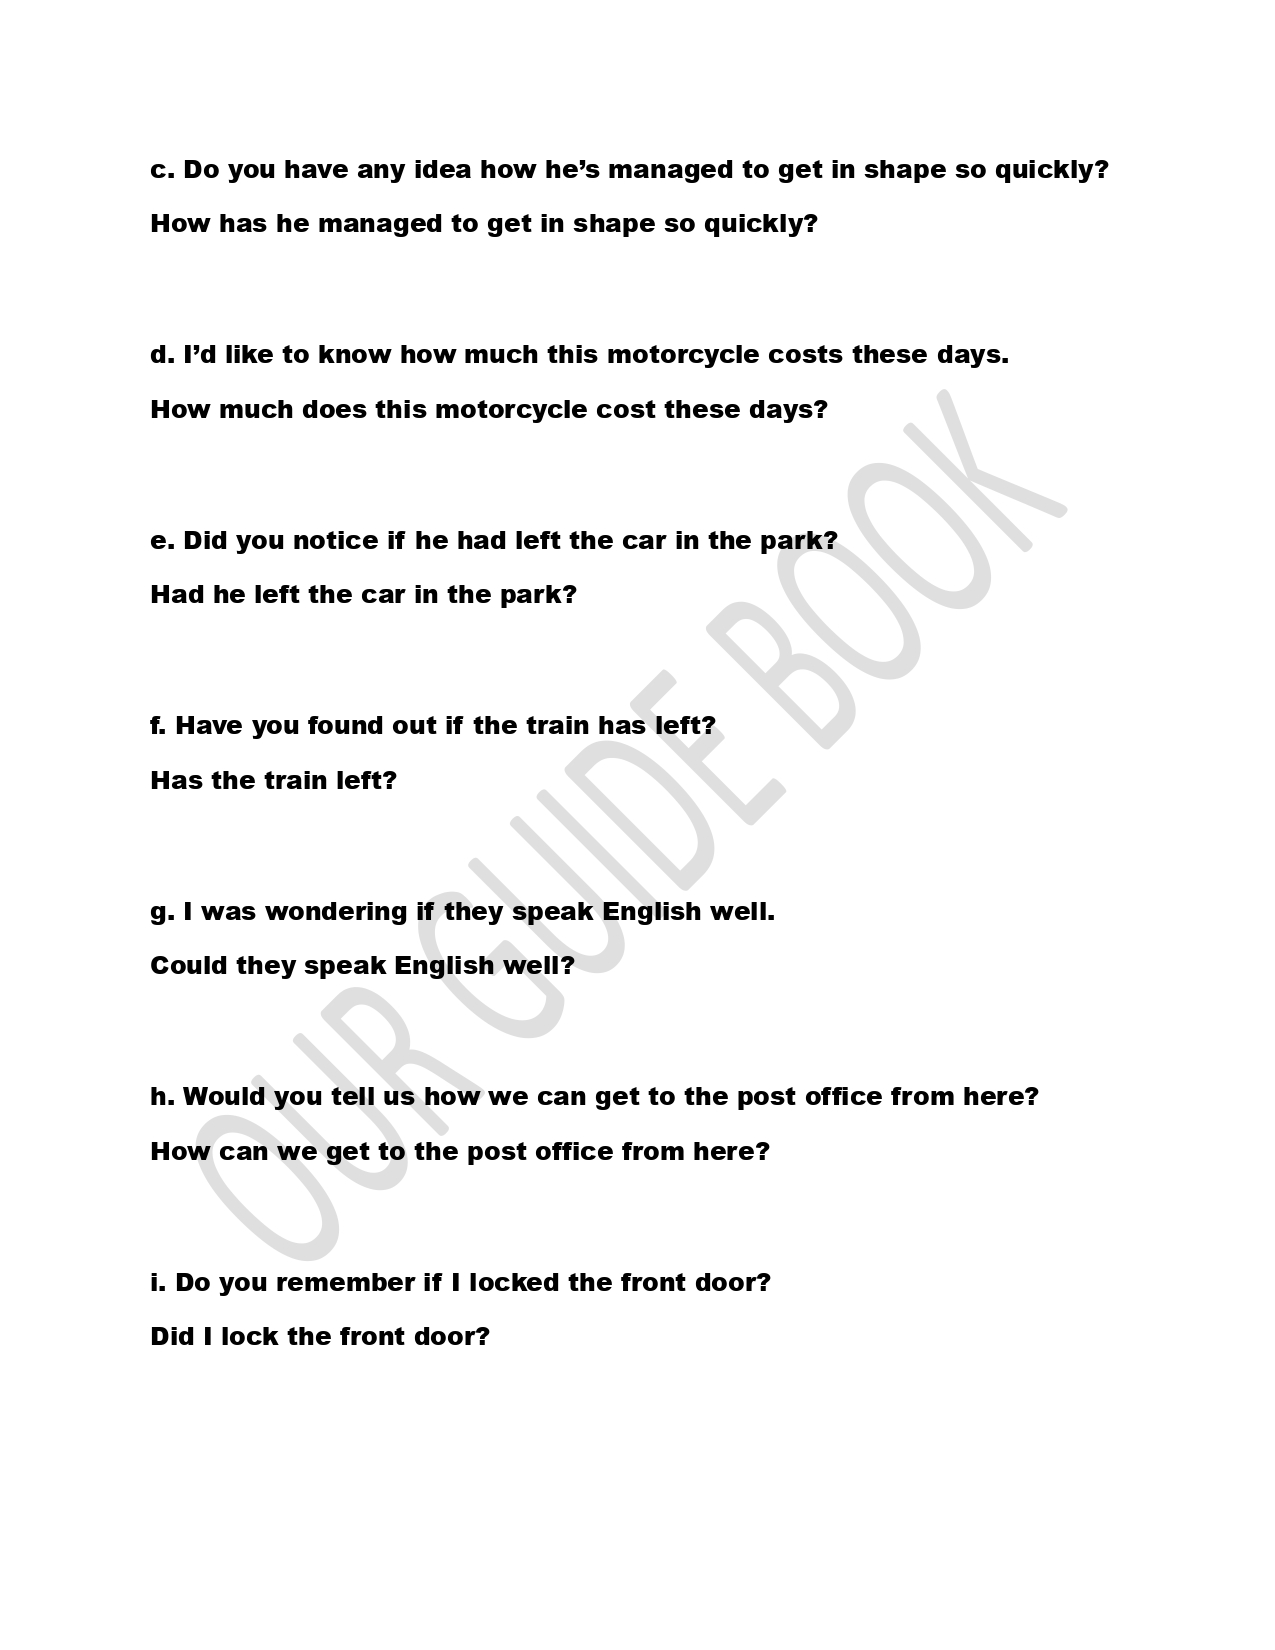 c. Do you have any idea how he’s managed to get in shape so quickly?
How has he managed to get in shape so quickly?
d. I’d like to know how much this motorcycle costs these days.
How much does this motorcycle cost these days?
e. Did you notice if he had left the car in the park?
Had he left the car in the park?
f. Have you found out if the train has left?
Has the train left?
g. I was wondering if they speak English well.
Could they speak English well?
h. Would you tell us how we can get to the post office from here?
How can we get to the post office from here?
i. Do you remember if I locked the front door?
Did I lock the front door?
OUR GUIDE BOOK